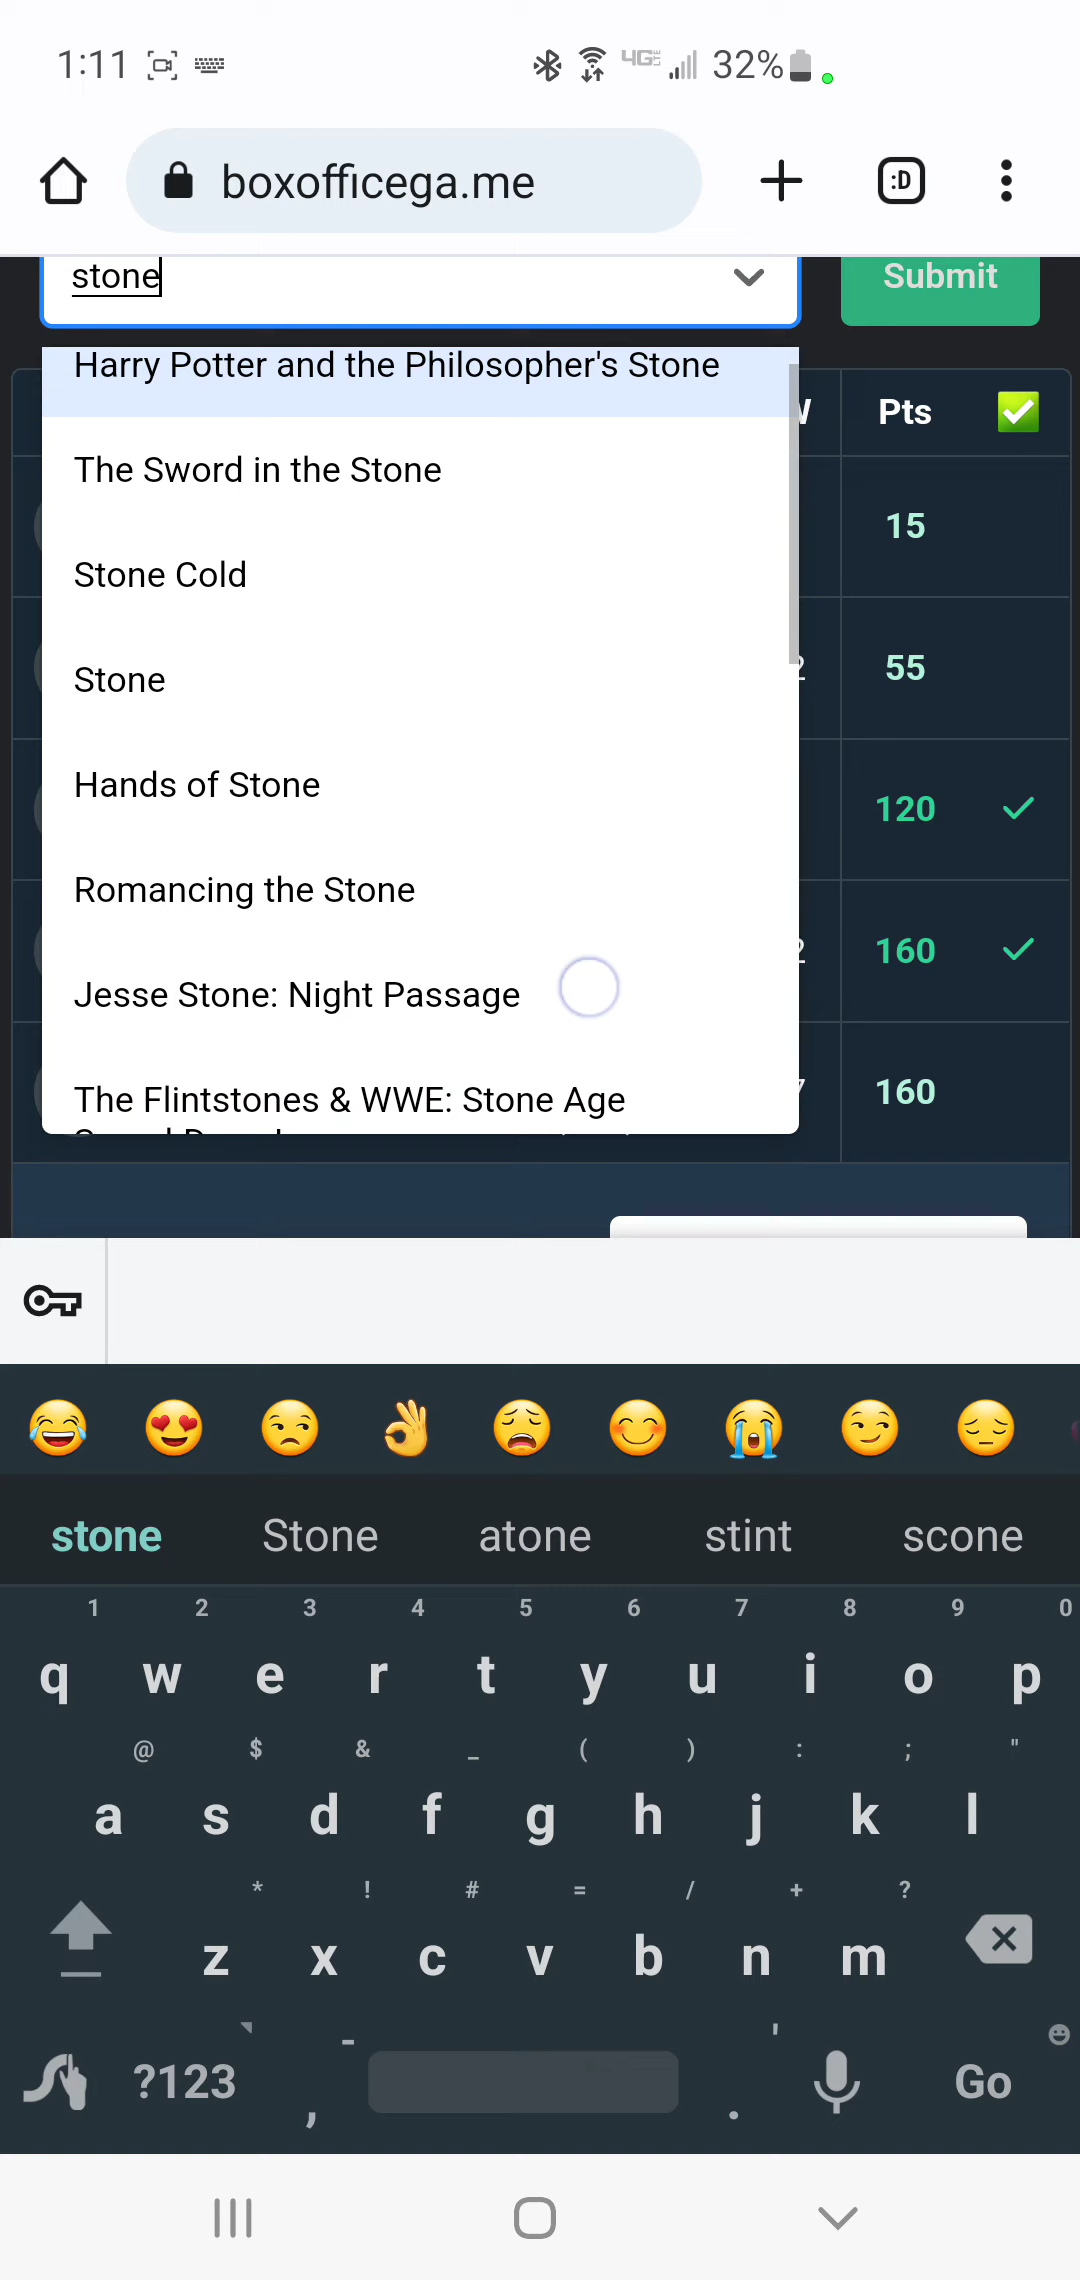 1:11 4G LTE 32%
boxofficega.me :D
stone Submit
Harry Potter and the Philosopher's Stone
Pts
The Sword in the Stone
15
Stone Cold
Stone
55
Hands of Stone
120
Romancing the Stone
160
Jesse Stone: Night Passage
The Flintstones & WWE: Stone Age
160
stone Stone atone stint scone
1 2 3 4 5 6 7 8 9 0
q w e r t y u i o p
@ $ & _ ( ) : ; "
a s d f g h j k l
* ! # = / + ?
z x c v b n m
- '
?123 , . Go